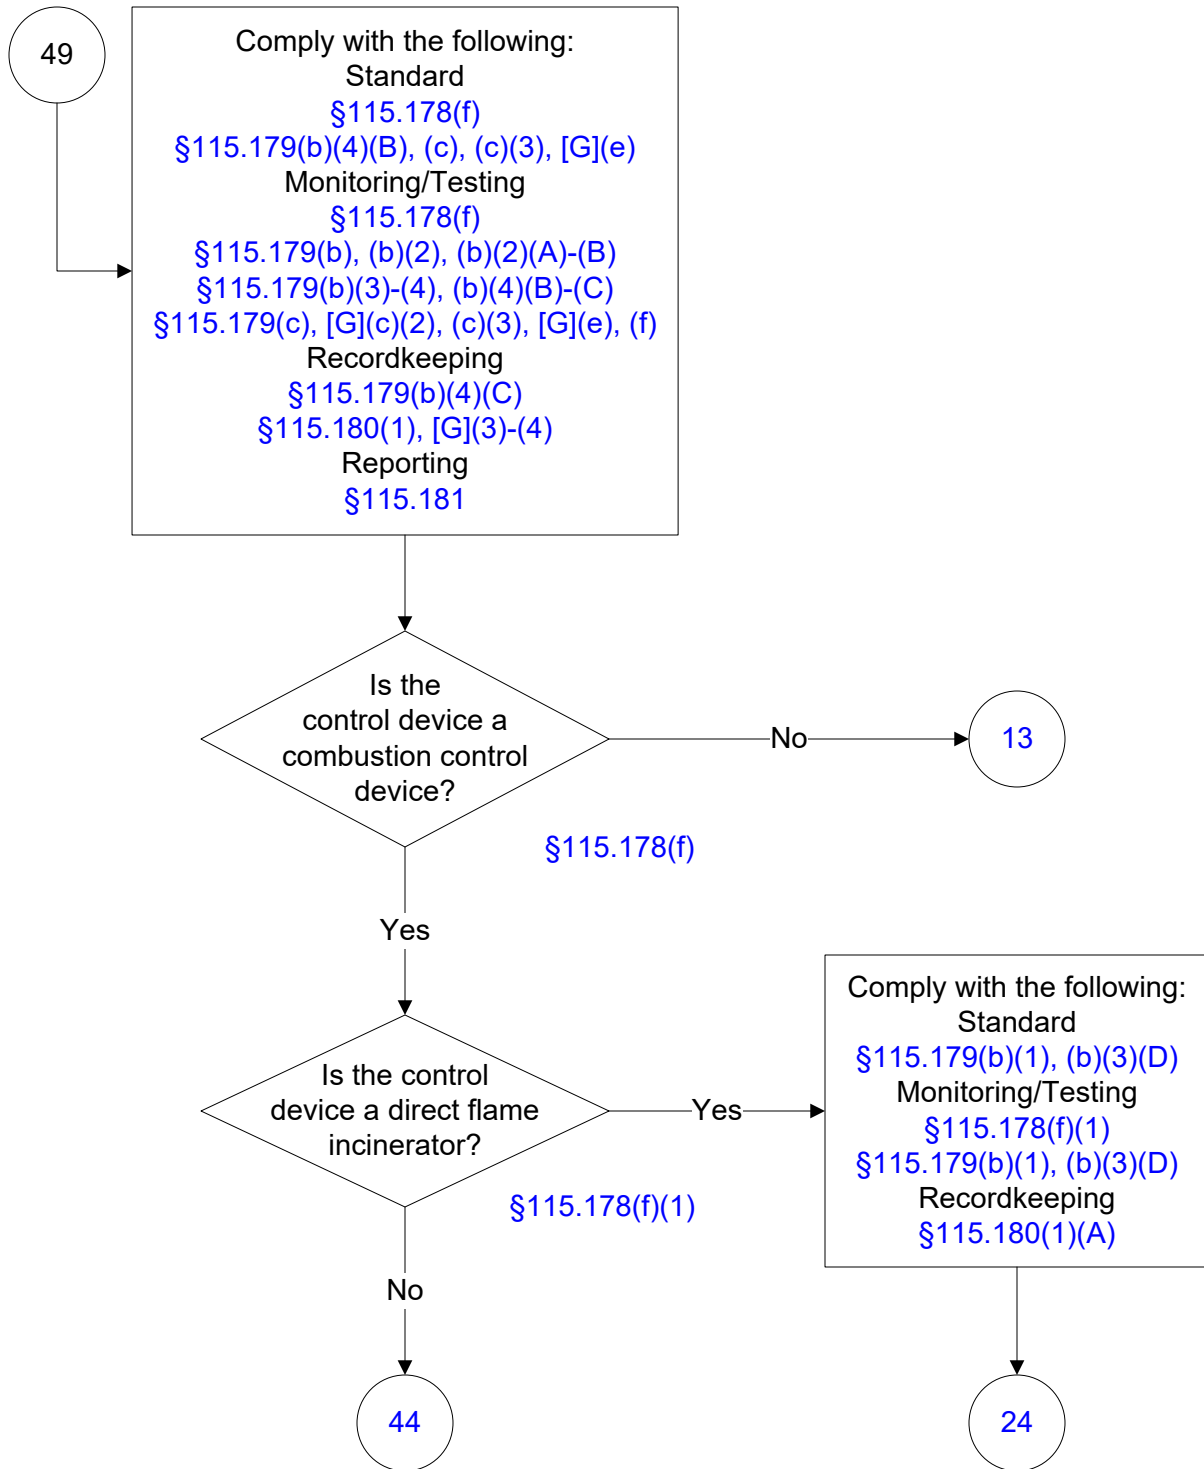 49
Comply with the following:
Standard
§115.178(f)
§115.179(b)(4)(B), (c), (c)(3), [G](e)
Monitoring/Testing
§115.178(f)
§115.179(b), (b)(2), (b)(2)(A)-(B)
§115.179(b)(3)-(4), (b)(4)(B)-(C)
§115.179(c), [G](c)(2), (c)(3), [G](e), (f)
Recordkeeping
§115.179(b)(4)(C)
§115.180(1), [G](3)-(4)
Reporting
§115.181
Is the
control device a
combustion control
device?
No
13
§115.178(f)
Yes
Is the control
device a direct flame
incinerator?
Yes
§115.178(f)(1)
Comply with the following:
Standard
§115.179(b)(1), (b)(3)(D)
Monitoring/Testing
§115.178(f)(1)
§115.179(b)(1), (b)(3)(D)
Recordkeeping
§115.180(1)(A)
No
44
24